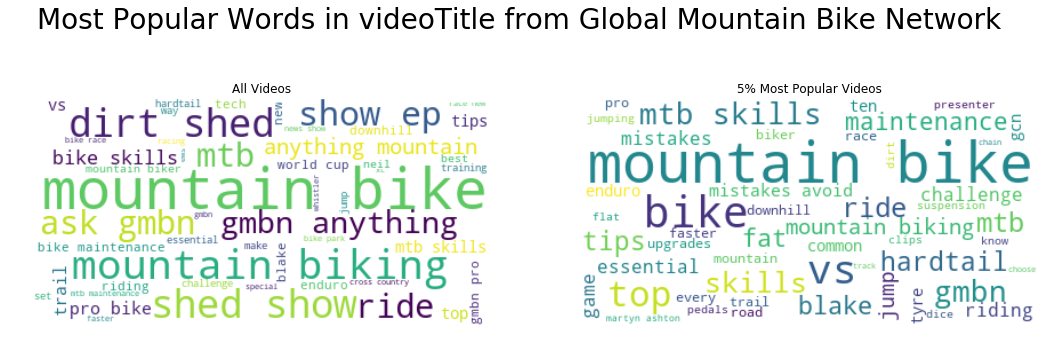 Most Popular Words in videoTitle from Global Mountain Bike Network
All Videos
vs
hardtail
way
tech
new
show ep
race new
tips
dirt shed
news show
downhill
bike race
racing
anything mountain
bike skills
mtb
world cup
neil
best
training
mountain biker
mountain bike
whistler
jump
ask gmbn
gmbn
gmbn anything
bike maintenance
essential
make
bike park
mtb skills
mountain biking
blake
trail
riding
challenge
special
enduro
cross country
gmbn pro
set
mtb maintenance
pro bike
shed show
ride
top
faster
5% Most Popular Videos
pro
mtb skills
ten
presenter
jumping
maintenance
gcn
mistakes
biker
race
chain
dirt
mountain bike
enduro
mistakes avoid
challenge
suspension
bike
downhill
ride
flat
faster
mountain biking
mtb
tips
upgrades
fat
common
clips
know
mountain
essential
skills
vs
track
hardtail
choose
game
top
every
trail
pedals
road
blake
jump
tyre
gmbn
dice
riding
martyn ashton